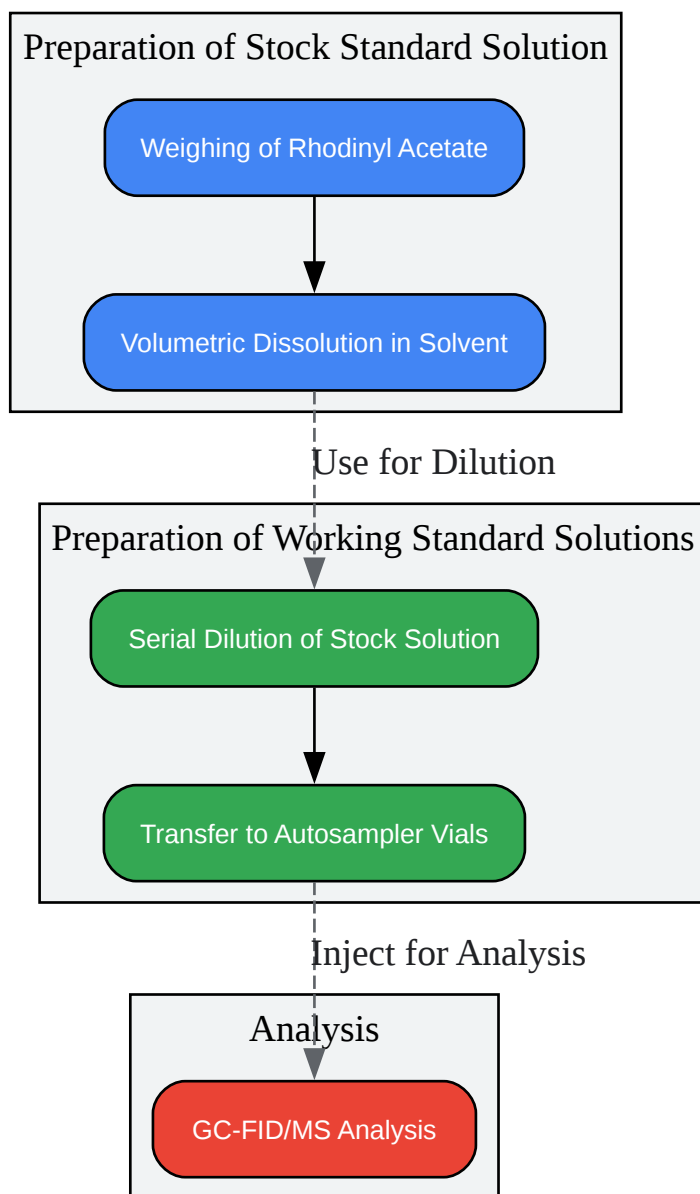 Preparation of Stock Standard Solution
Weighing of Rhodinyl Acetate
Volumetric Dissolution in Solvent
Use for Dilution
Preparation of Working Standard Solutions
Serial Dilution of Stock Solution
Transfer to Autosampler Vials
Inject for Analysis
Analysis
GC-FID/MS Analysis